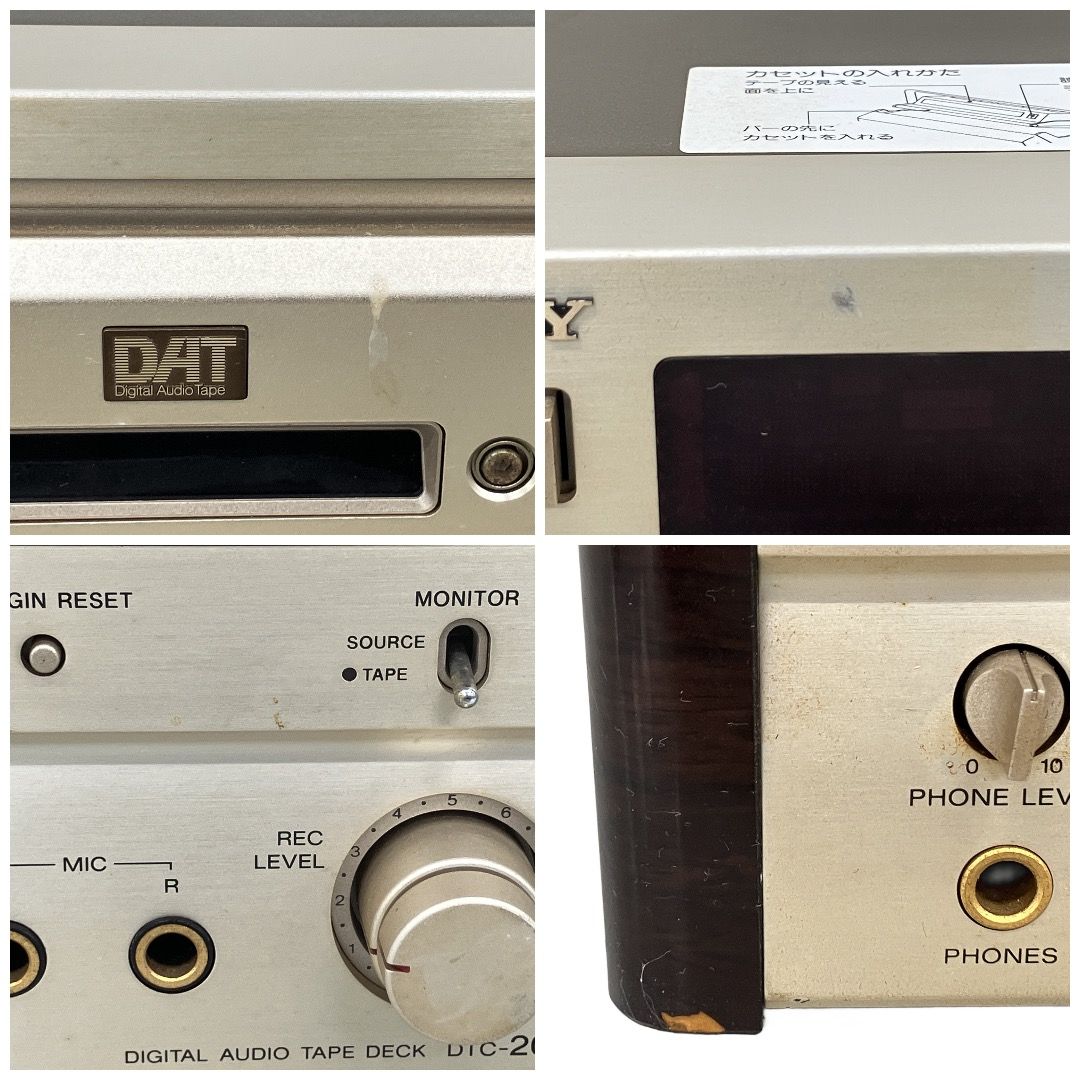 DAT
Digital Audio Tape
カセットの入れかた
テープの見える
面を上に
バーの先に
カセットを入れる
Y
GIN RESET
MONITOR
SOURCE
TAPE
REC
LEVEL
MIC
R
1
2
3
4
5
6
DIGITAL AUDIO TAPE DECK DTC-20
0
10
PHONE LEV
PHONES